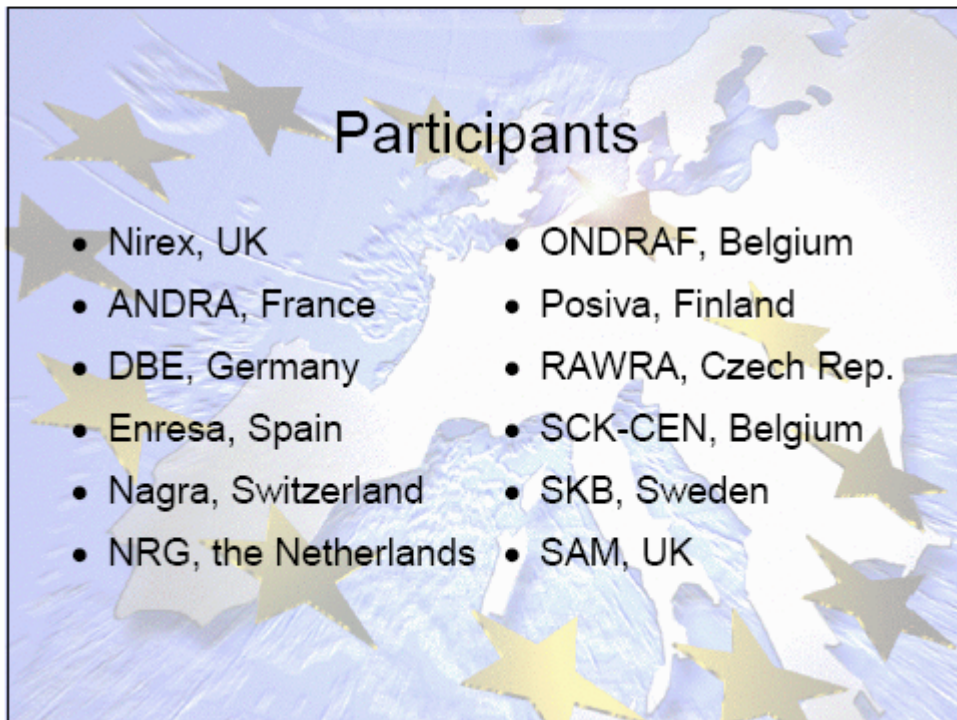 Participants
• Nirex, UK
• ANDRA, France
• DBE, Germany
• Enresa, Spain
• Nagra, Switzerland
• NRG, the Netherlands
• ONDRAF, Belgium
• Posiva, Finland
• RAWRA, Czech Rep.
• SCK-CEN, Belgium
• SKB, Sweden
• SAM, UK